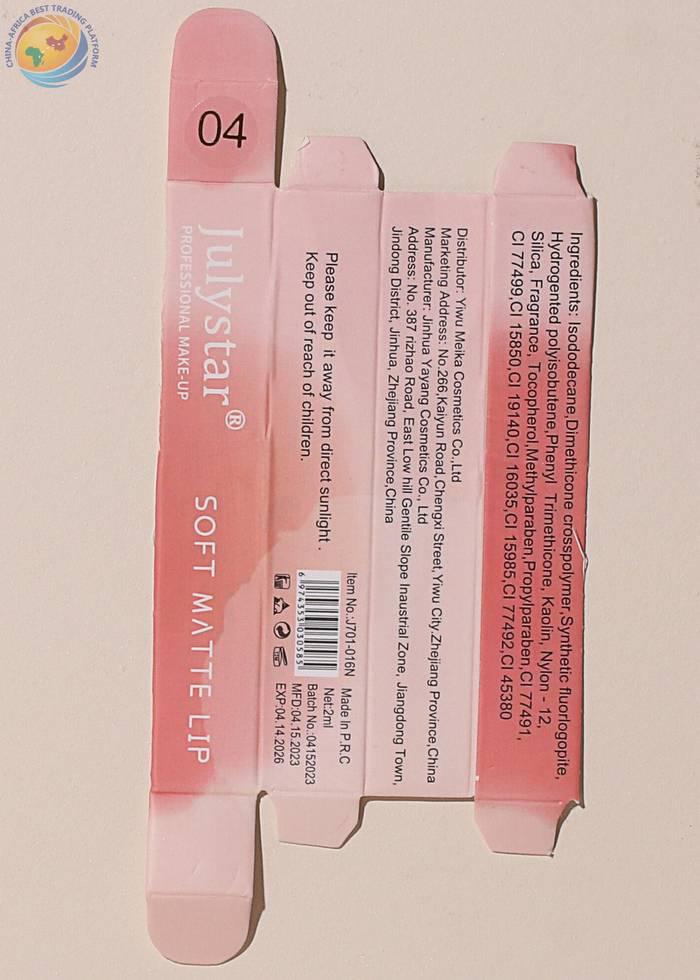 CHINA-AFRICA BEST TRADING PLATFORM
04
Julystar®
PROFESSIONAL MAKE-UP
SOFT MATTE LIP
Please keep it away from direct sunlight .
Keep out of reach of children.
Item No.:J701-016N
6 974353 030585
Made In P.R.C
Net:2ml
Batch No.:04152023
MFD:04.15.2023
EXP:04.14.2026
Distributor: Yiwu Meika Cosmetics Co.,Ltd
Marketing Address: No.266,Kaiyun Road,Chengxi Street,Yiwu City,Zhejiang Province,China
Manufacturer: Jinhua Yayang Cosmetics Co., Ltd
Address: No. 387 rizhao Road, East Low hill Gentile Slope Inaustrial Zone, Jiangdong Town,
Jindong District, Jinhua, Zhejiang Province,China
Ingredients: Isododecane,Dimethicone crosspolymer,Synthetic fluorlogopite,
Hydrogented polyisobutene,Phenyl Trimethicone, Kaolin, Nylon - 12,
Silica, Fragrance, Tocopherol,Methylparaben,Propylparaben,CI 77491,
CI 77499,CI 15850,CI 19140,CI 16035,CI 15985,CI 77492,CI 45380